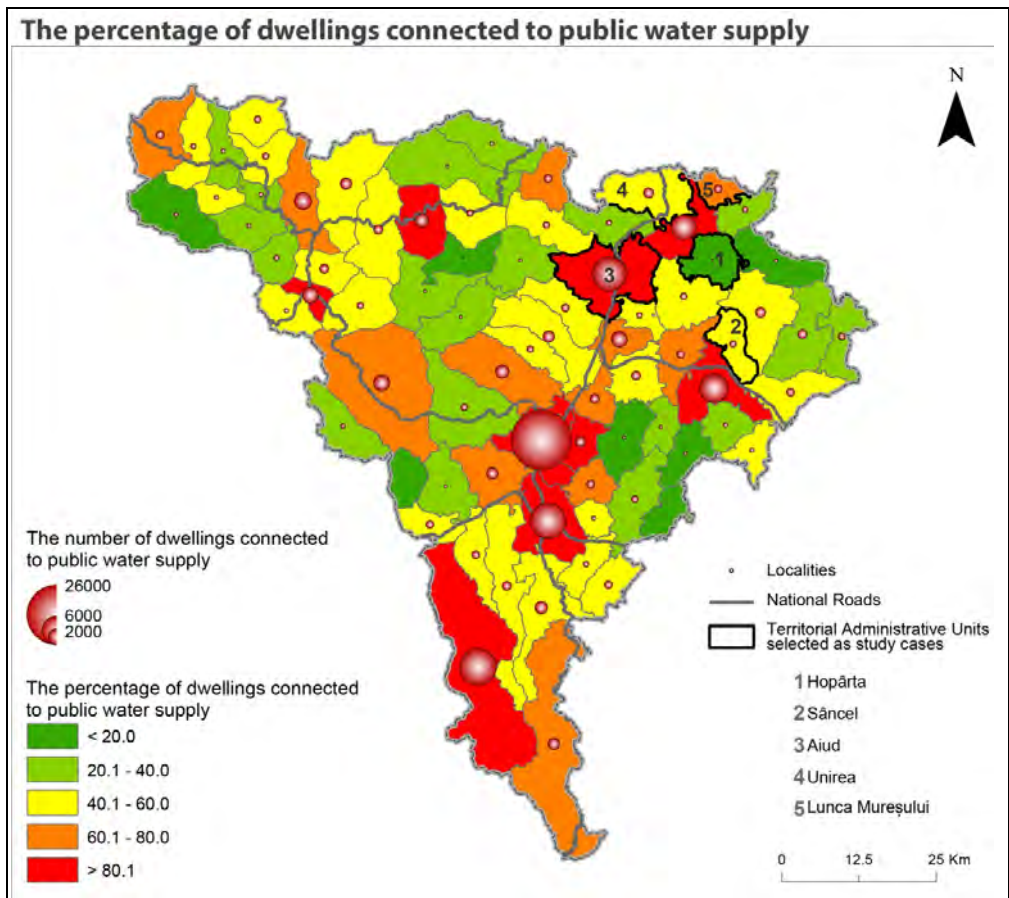 The percentage of dwellings connected to public water supply
N
4
5
1
3
2
The number of dwellings connected
to public water supply
26000
6000
2000
The percentage of dwellings connected
to public water supply
< 20.0
20.1 - 40.0
40.1 - 60.0
60.1 - 80.0
> 80.1
Localities
National Roads
Territorial Administrative Units
selected as study cases
1 Hopârta
2 Sâncel
3 Aiud
4 Unirea
5 Lunca Mureșului
0 12.5 25 Km